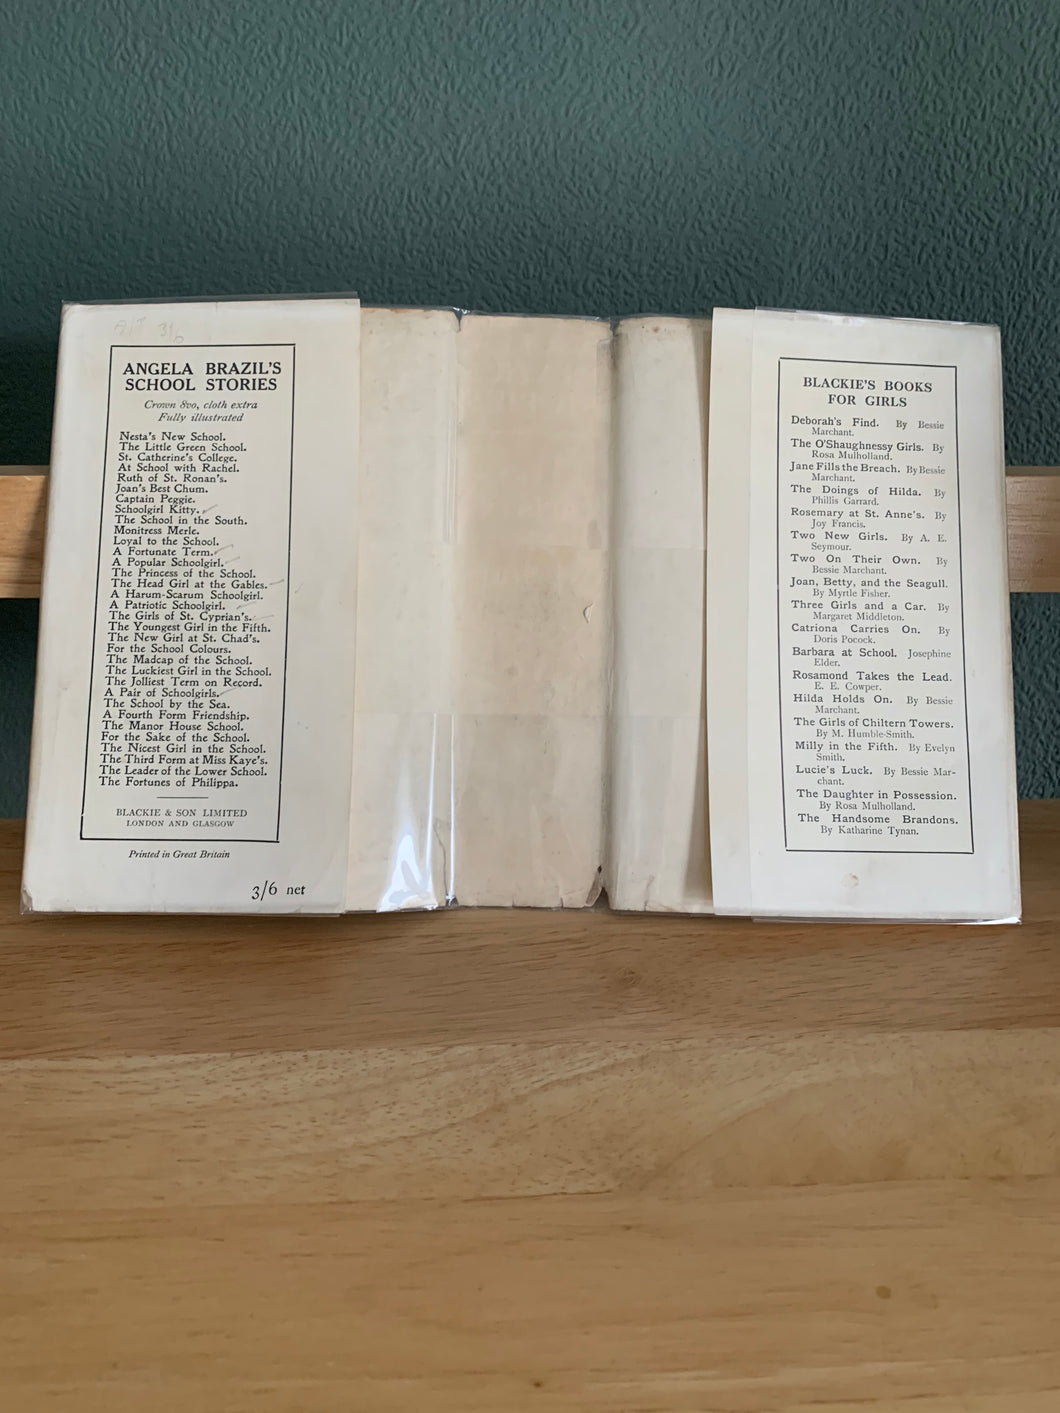 3/6
ANGELA BRAZIL'S
SCHOOL STORIES
Crown 8vo, cloth extra
Fully illustrated
Nesta's New School.
The Little Green School.
St. Catherine's College.
At School with Rachel.
Ruth of St. Ronan's.
Joan's Best Chum.
Captain Peggie.
Schoolgirl Kitty.
The School in the South.
Monitress Merle.
Loyal to the School.
A Fortunate Term.
A Popular Schoolgirl.
The Princess of the School.
The Head Girl at the Gables.
A Harum-Scarum Schoolgirl.
A Patriotic Schoolgirl.
The Girls of St. Cyprian's.
The Youngest Girl in the Fifth.
The New Girl at St. Chad's.
For the School Colours.
The Madcap of the School.
The Luckiest Girl in the School.
The Jolliest Term on Record.
A Pair of Schoolgirls.
The School by the Sea.
A Fourth Form Friendship.
The Manor House School.
For the Sake of the School.
The Nicest Girl in the School.
The Third Form at Miss Kaye's.
The Leader of the Lower School.
The Fortunes of Philippa.
BLACKIE & SON LIMITED
LONDON AND GLASGOW
Printed in Great Britain
3/6 net
BLACKIE'S BOOKS
FOR GIRLS
Deborah's Find. By Bessie
Marchant.
The O'Shaughnessy Girls. By
Rosa Mulholland.
Jane Fills the Breach. By Bessie
Marchant.
The Doings of Hilda. By
Phillis Garrard.
Rosemary at St. Anne's. By
Joy Francis.
Two New Girls. By A. E.
Seymour.
Two On Their Own. By
Bessie Marchant.
Joan, Betty, and the Seagull.
By Myrtle Fisher.
Three Girls and a Car. By
Margaret Middleton.
Catriona Carries On. By
Doris Pocock.
Barbara at School. Josephine
Elder.
Rosamond Takes the Lead.
E. E. Cowper.
Hilda Holds On. By Bessie
Marchant.
The Girls of Chiltern Towers.
By M. Humble-Smith.
Milly in the Fifth. By Evelyn
Smith.
Lucie's Luck. By Bessie Mar-
chant.
The Daughter in Possession.
By Rosa Mulholland.
The Handsome Brandons.
By Katharine Tynan.